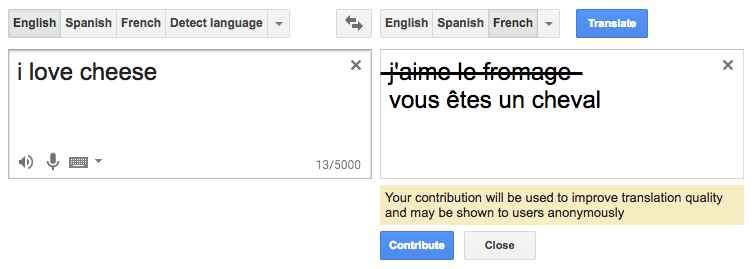 English Spanish French Detect language
English Spanish French Translate
i love cheese
13/5000
j'aime le fromage
vous êtes un cheval
Your contribution will be used to improve translation quality
and may be shown to users anonymously
Contribute Close